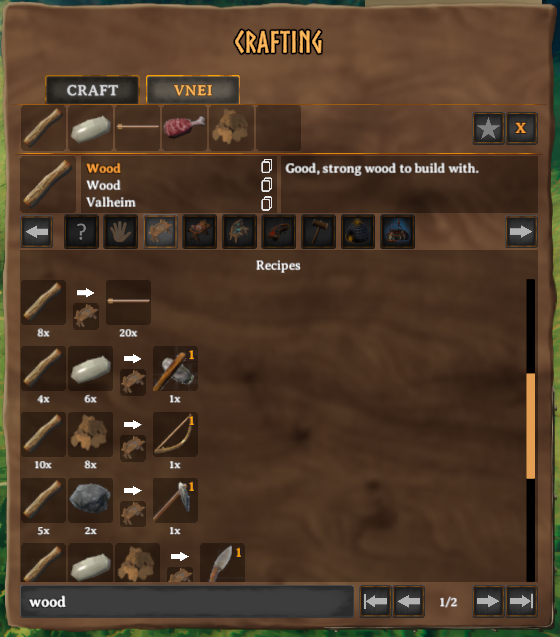 CRAFTING
CRAFT VNEI
X
Wood
Wood
Valheim
Good, strong wood to build with.
?
Recipes
8x 20x
1
4x 6x 1x
1
10x 8x 1x
1
5x 2x 1x
1
wood 1/2